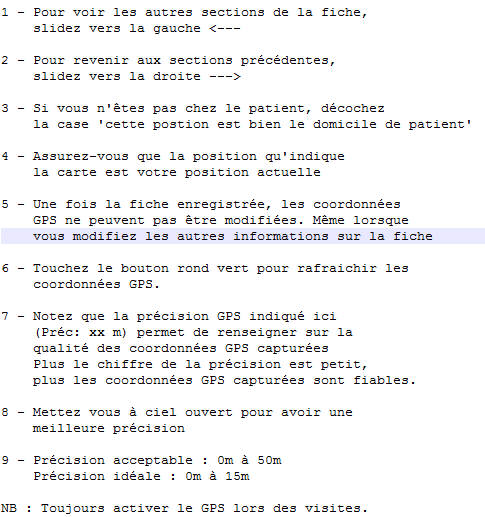 1 - Pour voir les autres sections de la fiche,
slidez vers la gauche <---
2 - Pour revenir aux sections précédentes,
slidez vers la droite --->
3 - Si vous n'êtes pas chez le patient, décochez
la case 'cette postion est bien le domicile de patient'
4 - Assurez-vous que la position qu'indique
la carte est votre position actuelle
5 - Une fois la fiche enregistrée, les coordonnées
GPS ne peuvent pas être modifiées. Même lorsque
vous modifiez les autres informations sur la fiche
6 - Touchez le bouton rond vert pour rafraichir les
coordonnées GPS.
7 - Notez que la précision GPS indiqué ici
(Préc: xx m) permet de renseigner sur la
qualité des coordonnées GPS capturées
Plus le chiffre de la précision est petit,
plus les coordonnées GPS capturées sont fiables.
8 - Mettez vous à ciel ouvert pour avoir une
meilleure précision
9 - Précision acceptable : 0m à 50m
Précision idéale : 0m à 15m
NB : Toujours activer le GPS lors des visites.